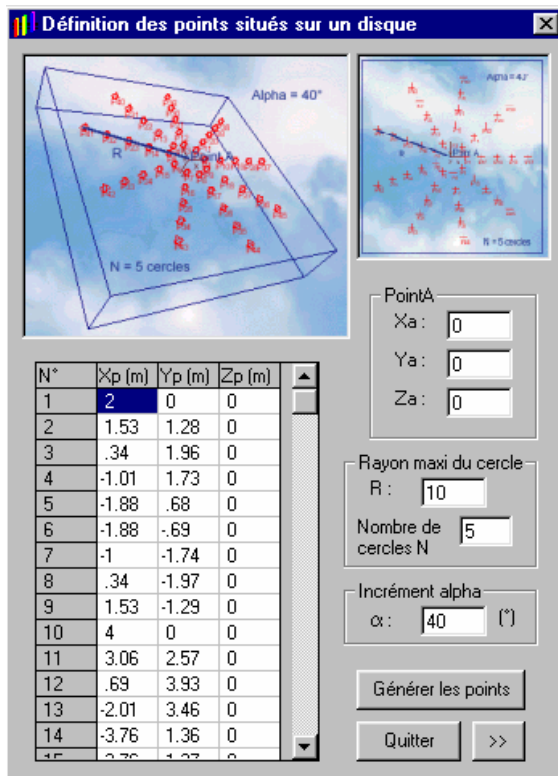 Définition des points situés sur un disque
Alpha = 40°
R
Point A
N = 5 cercles
N = 5 cercles
PointA
Xa : 0
Ya : 0
Za : 0
N° Xp (m) Yp (m) Zp (m)
1 2 0 0
2 1.53 1.28 0
3 .34 1.96 0
4 -1.01 1.73 0
5 -1.88 .68 0
6 -1.88 -.69 0
7 -1 -1.74 0
8 .34 -1.97 0
9 1.53 -1.29 0
10 4 0 0
11 3.06 2.57 0
12 .69 3.93 0
13 -2.01 3.46 0
14 -3.76 1.36 0
Rayon maxi du cercle
R : 10
Nombre de
cercles N 5
Incrément alpha
α : 40 (°)
Générer les points
Quitter >>